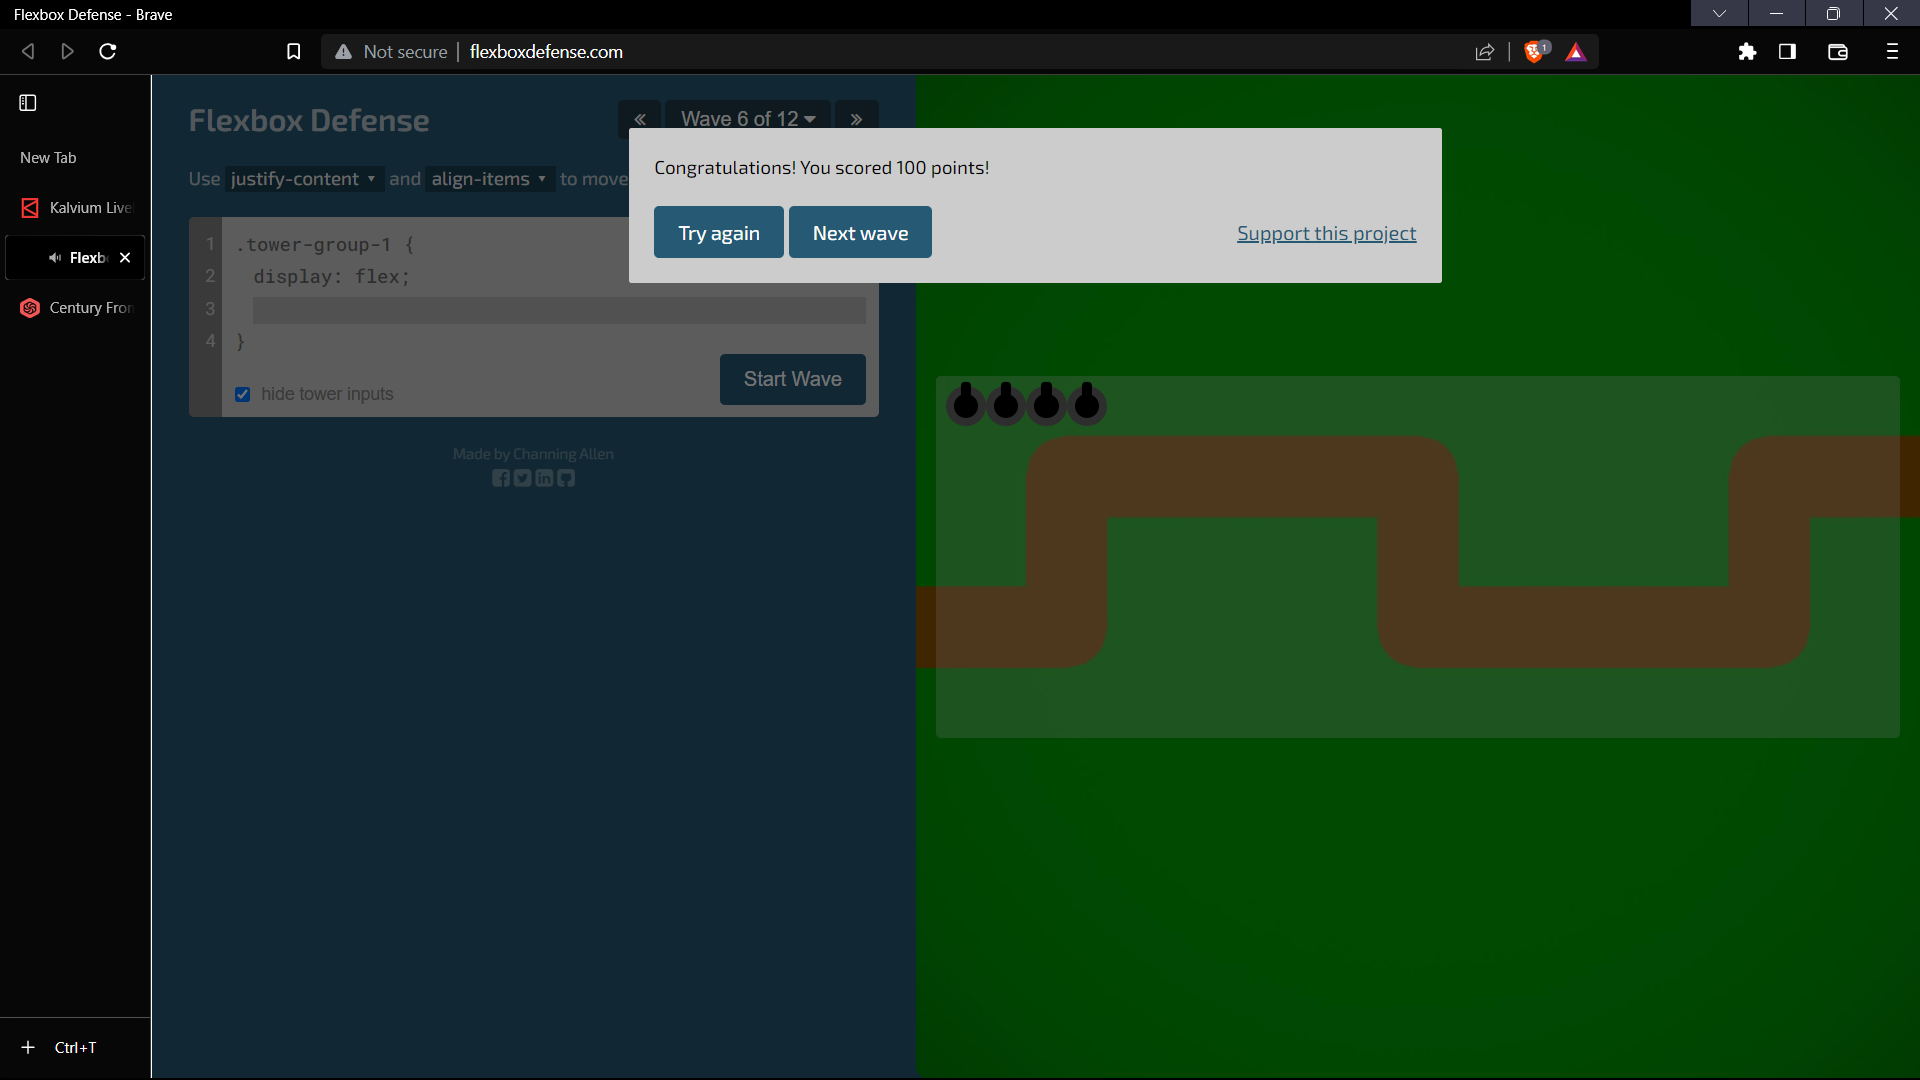 Flexbox Defense - Brave
Not secure
flexboxdefense.com
1
New Tab
Kalvium Live
Flexb
Century Fron
Ctrl+T
Flexbox Defense
« Wave 6 of 12 »
Use justify-content and align-items to move
1 .tower-group-1 {
2 display: flex;
3
4 }
hide tower inputs
Start Wave
Made by Channing Allen
Congratulations! You scored 100 points!
Try again
Next wave
Support this project